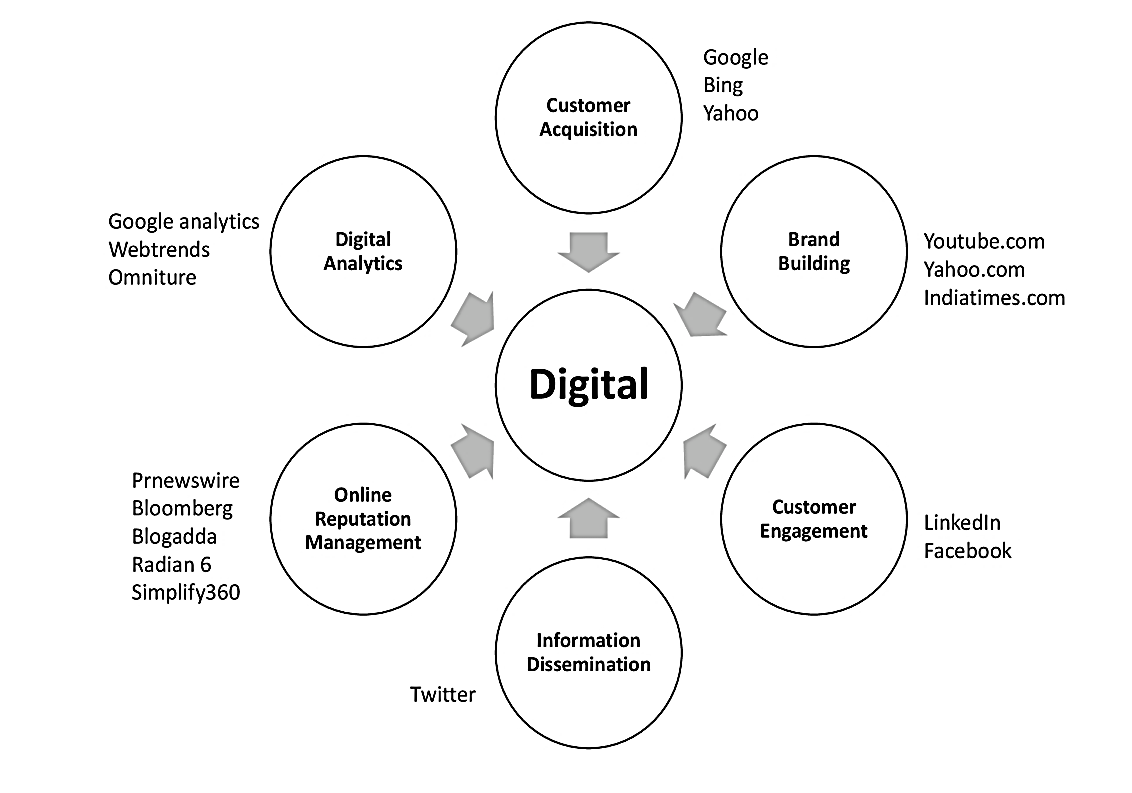 Customer
Acquisition
Google
Bing
Yahoo
Brand
Building
Youtube.com
Yahoo.com
Indiatimes.com
Customer
Engagement
LinkedIn
Facebook
Information
Dissemination
Twitter
Online
Reputation
Management
Prnewswire
Bloomberg
Blogadda
Radian 6
Simplify360
Digital
Analytics
Google analytics
Webtrends
Omniture
Digital